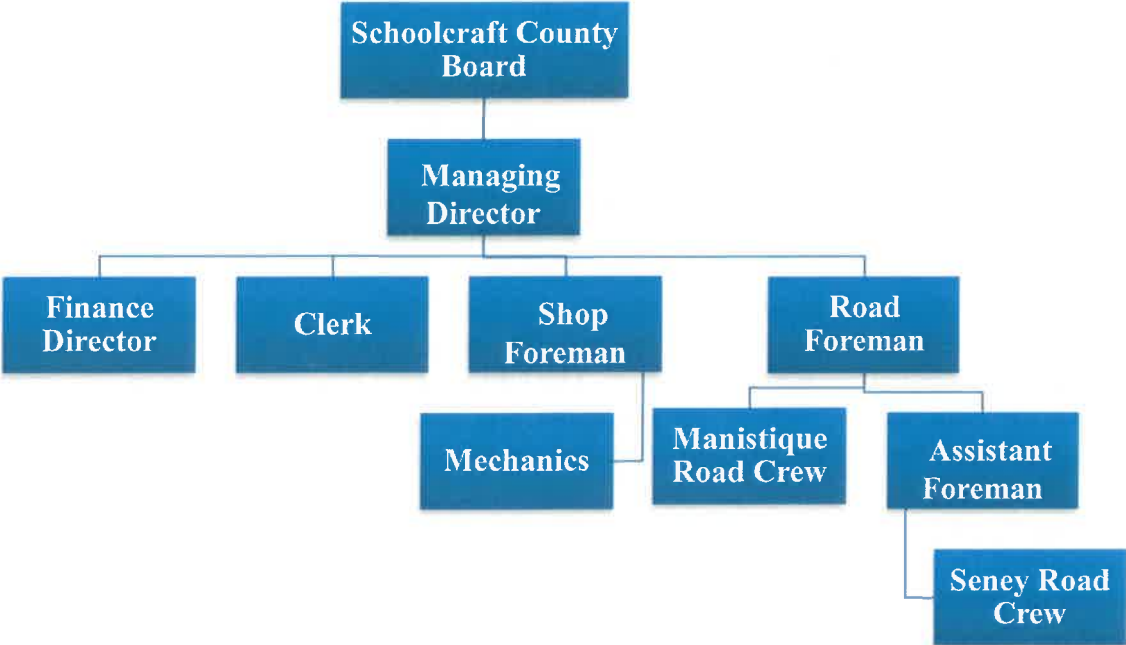 Schoolcraft County
Board
Managing
Director
Finance
Director
Clerk
Shop
Foreman
Road
Foreman
Mechanics
Manistique
Road Crew
Assistant
Foreman
Seney Road
Crew